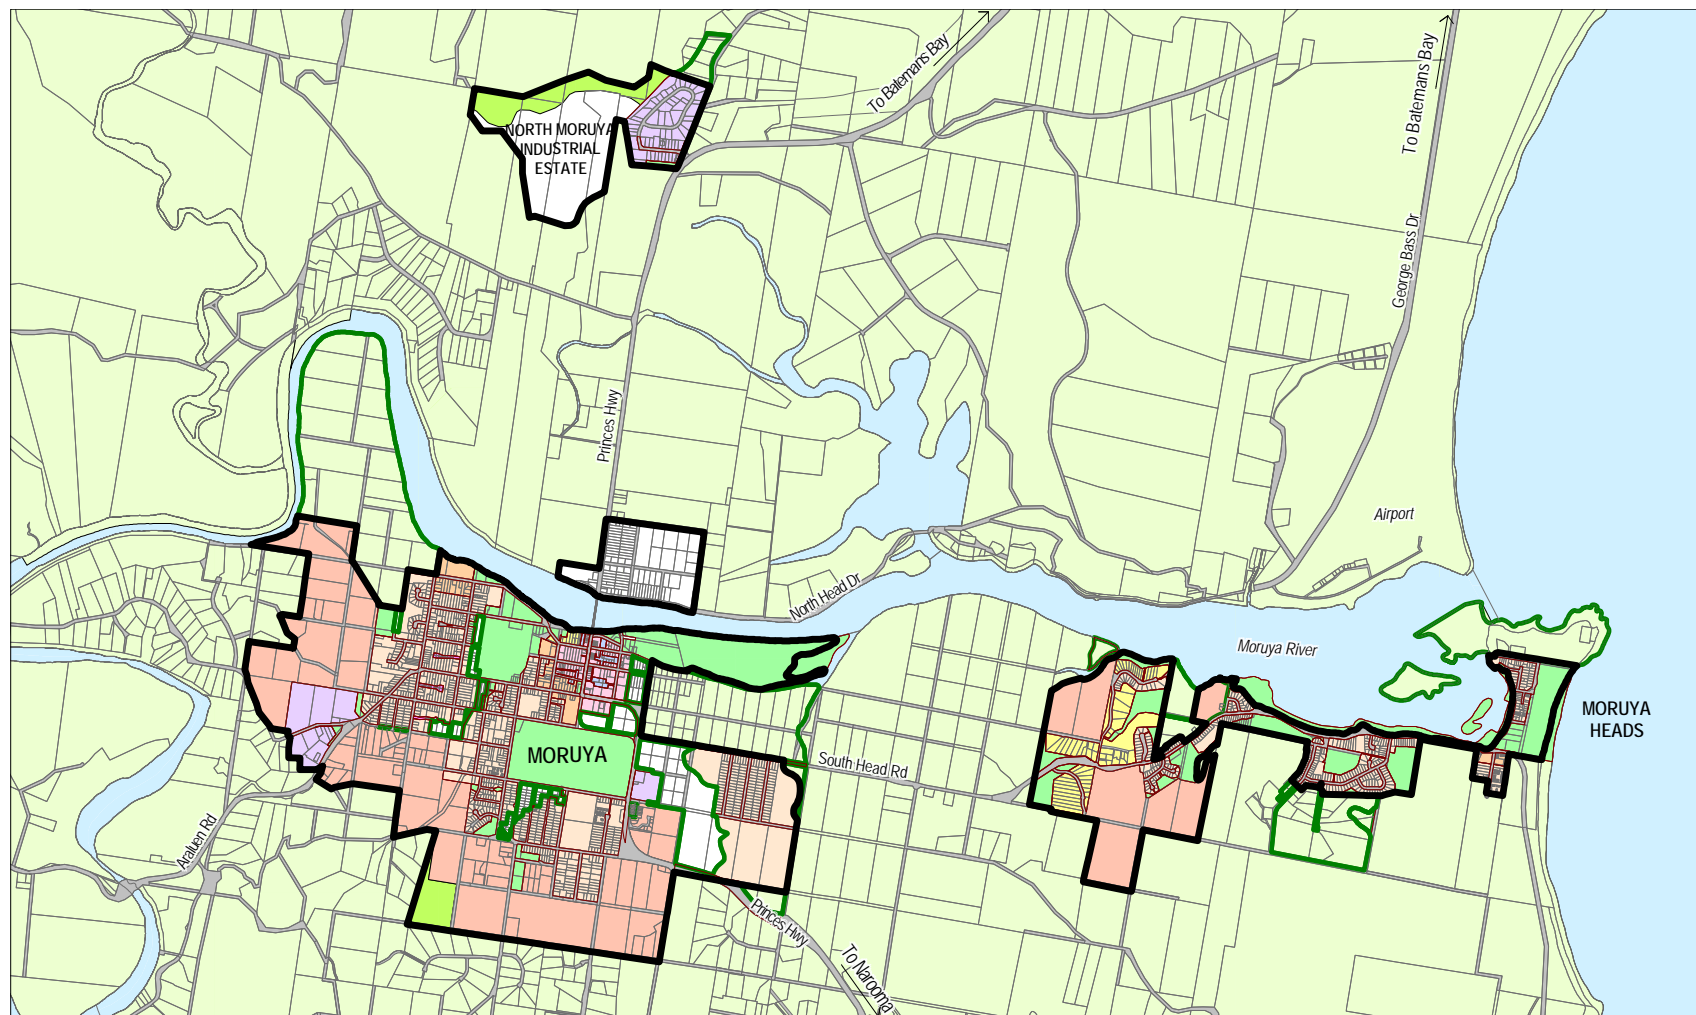 To Batemans Bay
To Batemans Bay
NORTH MORUYA
INDUSTRIAL
ESTATE
George Bass Dr
Princes Hwy
Airport
North Head Dr
Moruya River
MORUYA
HEADS
MORUYA
South Head Rd
Araluen Rd
Princes Hwy
To Narooma